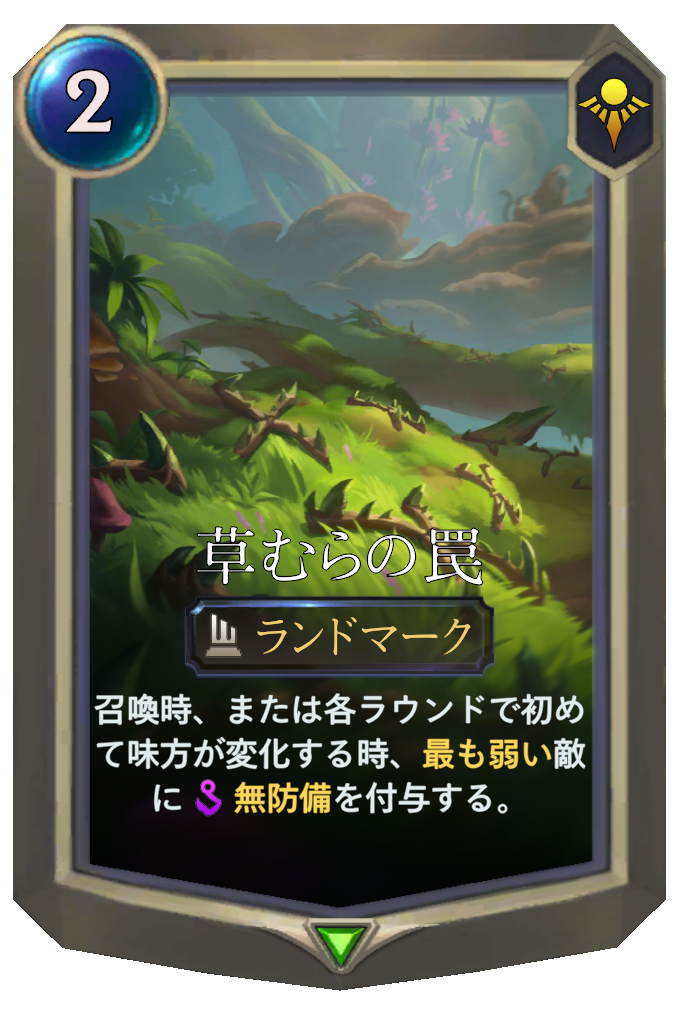 2
草むらの罠
ランドマーク
召喚時、または各ラウンドで初め
て味方が変化する時、最も弱い敵
に 無防備を付与する。